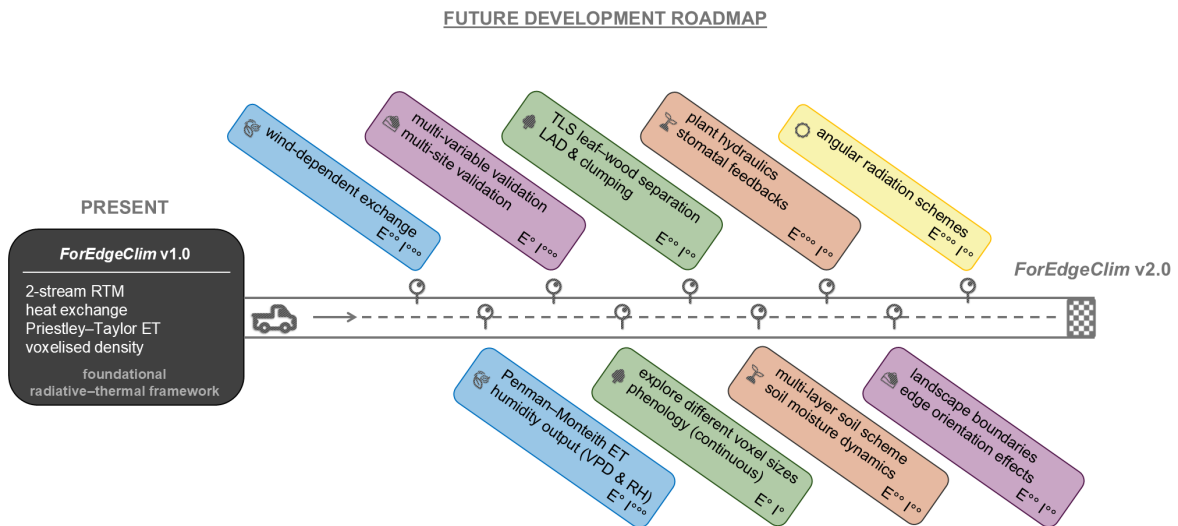 FUTURE DEVELOPMENT ROADMAP
PRESENT
ForEdgeClim v1.0
2-stream RTM
heat exchange
Priestley–Taylor ET
voxelised density
foundational
radiative–thermal framework
wind-dependent exchange
E°° I°°°
multi-variable validation
multi-site validation
E° I°°°
TLS leaf–wood separation
LAD & clumping
E°° I°°
plant hydraulics
stomatal feedbacks
E°°° I°°
angular radiation schemes
E°°° I°°
ForEdgeClim v2.0
Penman–Monteith ET
humidity output (VPD & RH)
E° I°°°
explore different voxel sizes
phenology (continuous)
E° I°
multi-layer soil scheme
soil moisture dynamics
E°° I°°
landscape boundaries
edge orientation effects
E°° I°°